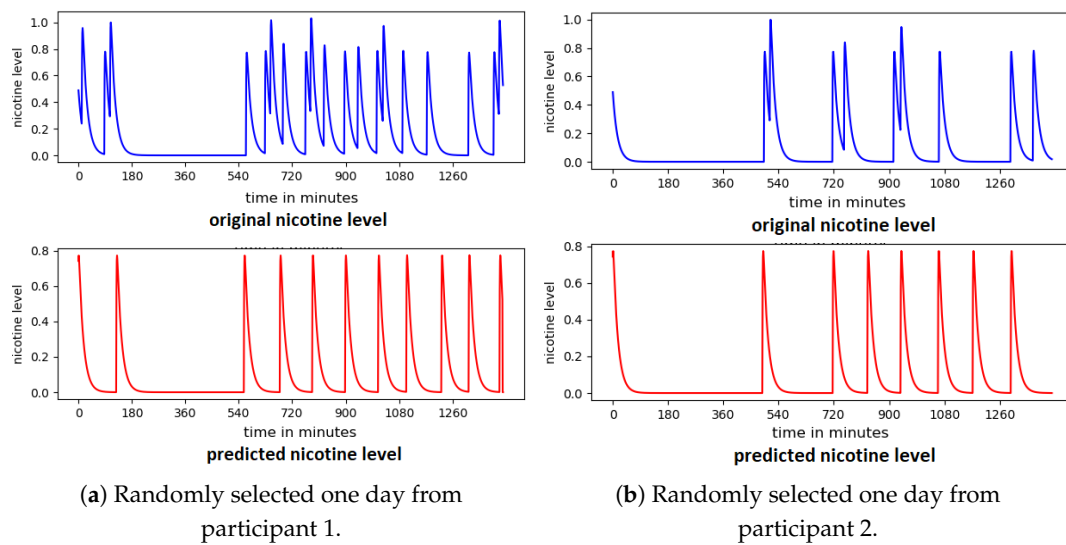 nicotine level
1.0
0.8
0.6
0.4
0.2
0.0
0 180 360 540 720 900 1080 1260
time in minutes
original nicotine level
nicotine level
0.8
0.6
0.4
0.2
0.0
0 180 360 540 720 900 1080 1260
time in minutes
predicted nicotine level
(a) Randomly selected one day from
participant 1.
nicotine level
1.0
0.8
0.6
0.4
0.2
0.0
0 180 360 540 720 900 1080 1260
time in minutes
original nicotine level
nicotine level
0.8
0.6
0.4
0.2
0.0
0 180 360 540 720 900 1080 1260
time in minutes
predicted nicotine level
(b) Randomly selected one day from
participant 2.